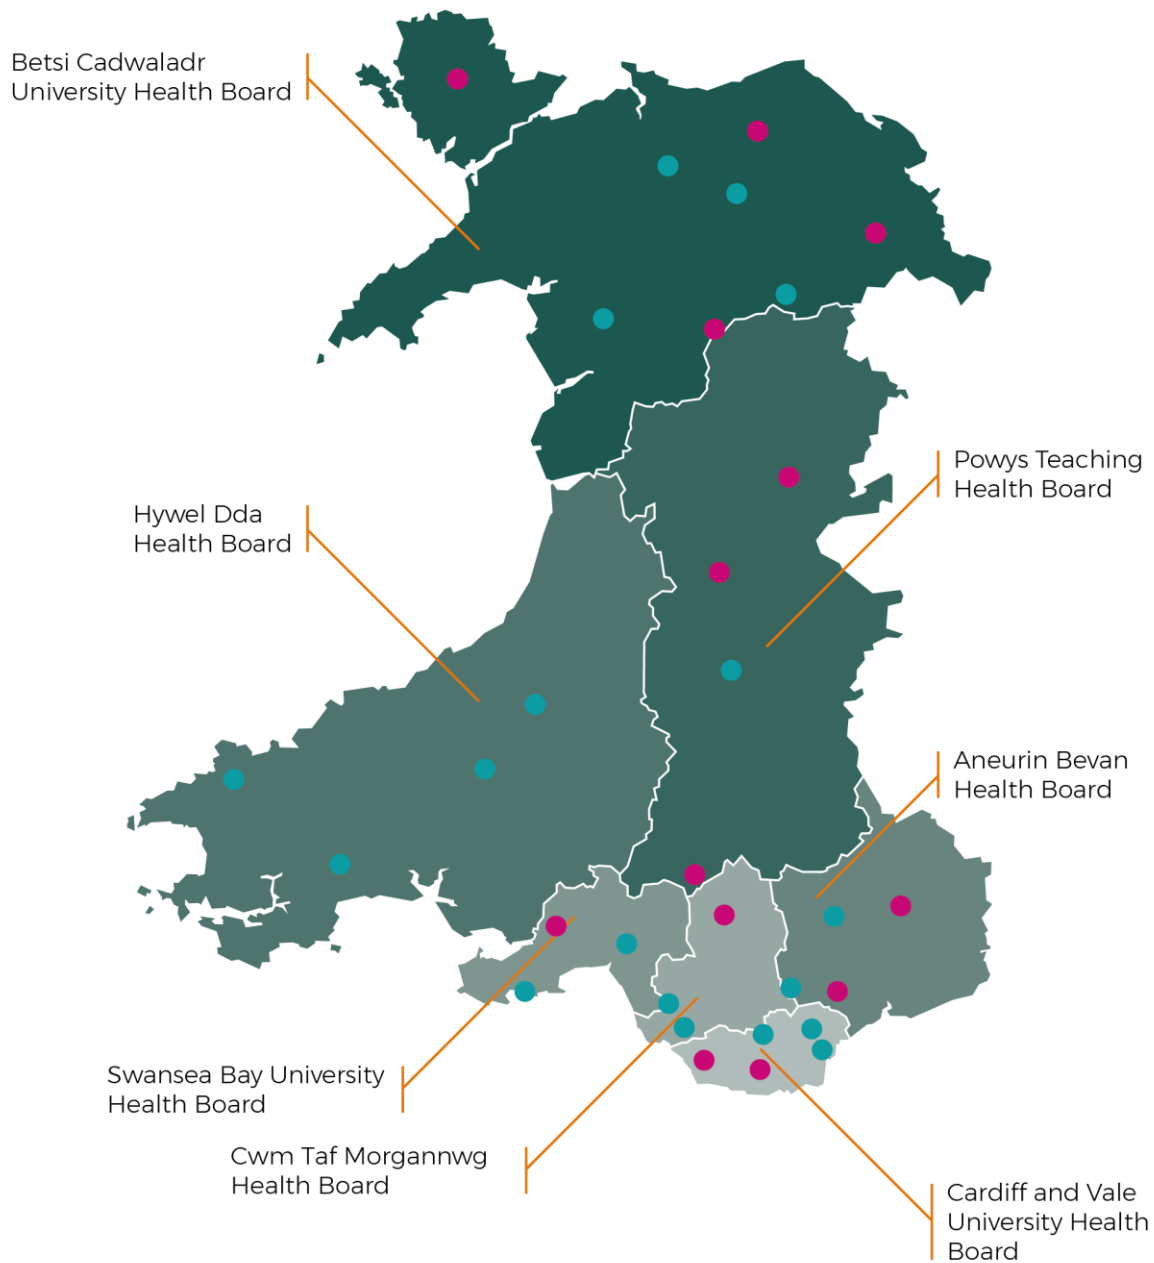 Betsi Cadwaladr
University Health Board
Powys Teaching
Health Board
Hywel Dda
Health Board
Aneurin Bevan
Health Board
Swansea Bay University
Health Board
Cwm Taf Morgannwg
Health Board
Cardiff and Vale
University Health
Board